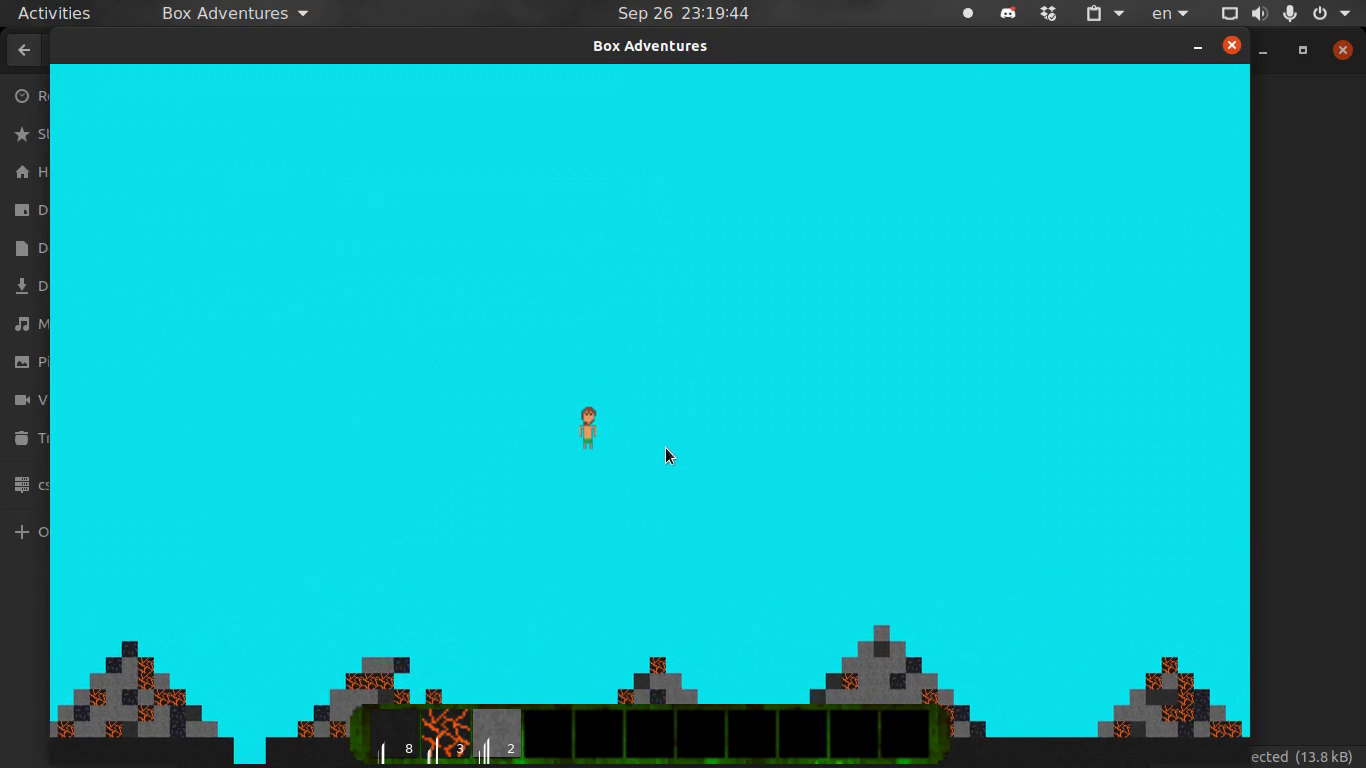 Activities
Box Adventures
Sep 26 23:19:44
en
Box Adventures
8
3
2
ected (13.8 kB)